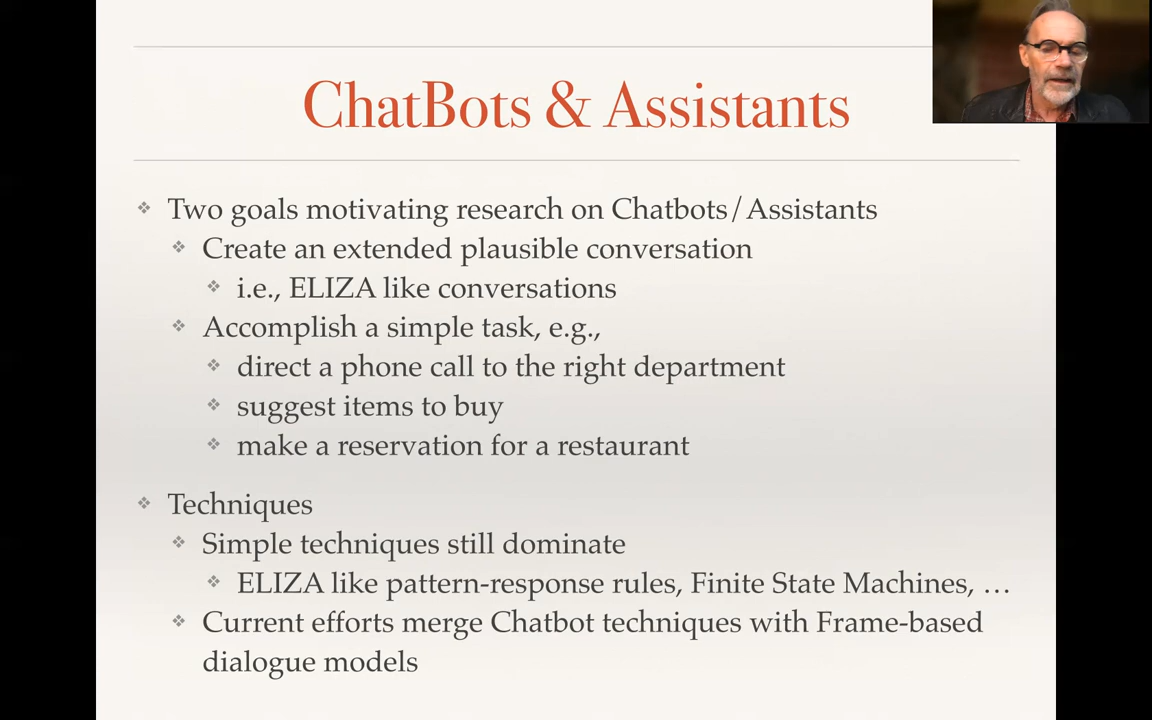 ChatBots & Assistants
Two goals motivating research on Chatbots/Assistants
Create an extended plausible conversation
i.e., ELIZA like conversations
Accomplish a simple task, e.g.,
direct a phone call to the right department
suggest items to buy
make a reservation for a restaurant
Techniques
Simple techniques still dominate
ELIZA like pattern-response rules, Finite State Machines, …
Current efforts merge Chatbot techniques with Frame-based
dialogue models